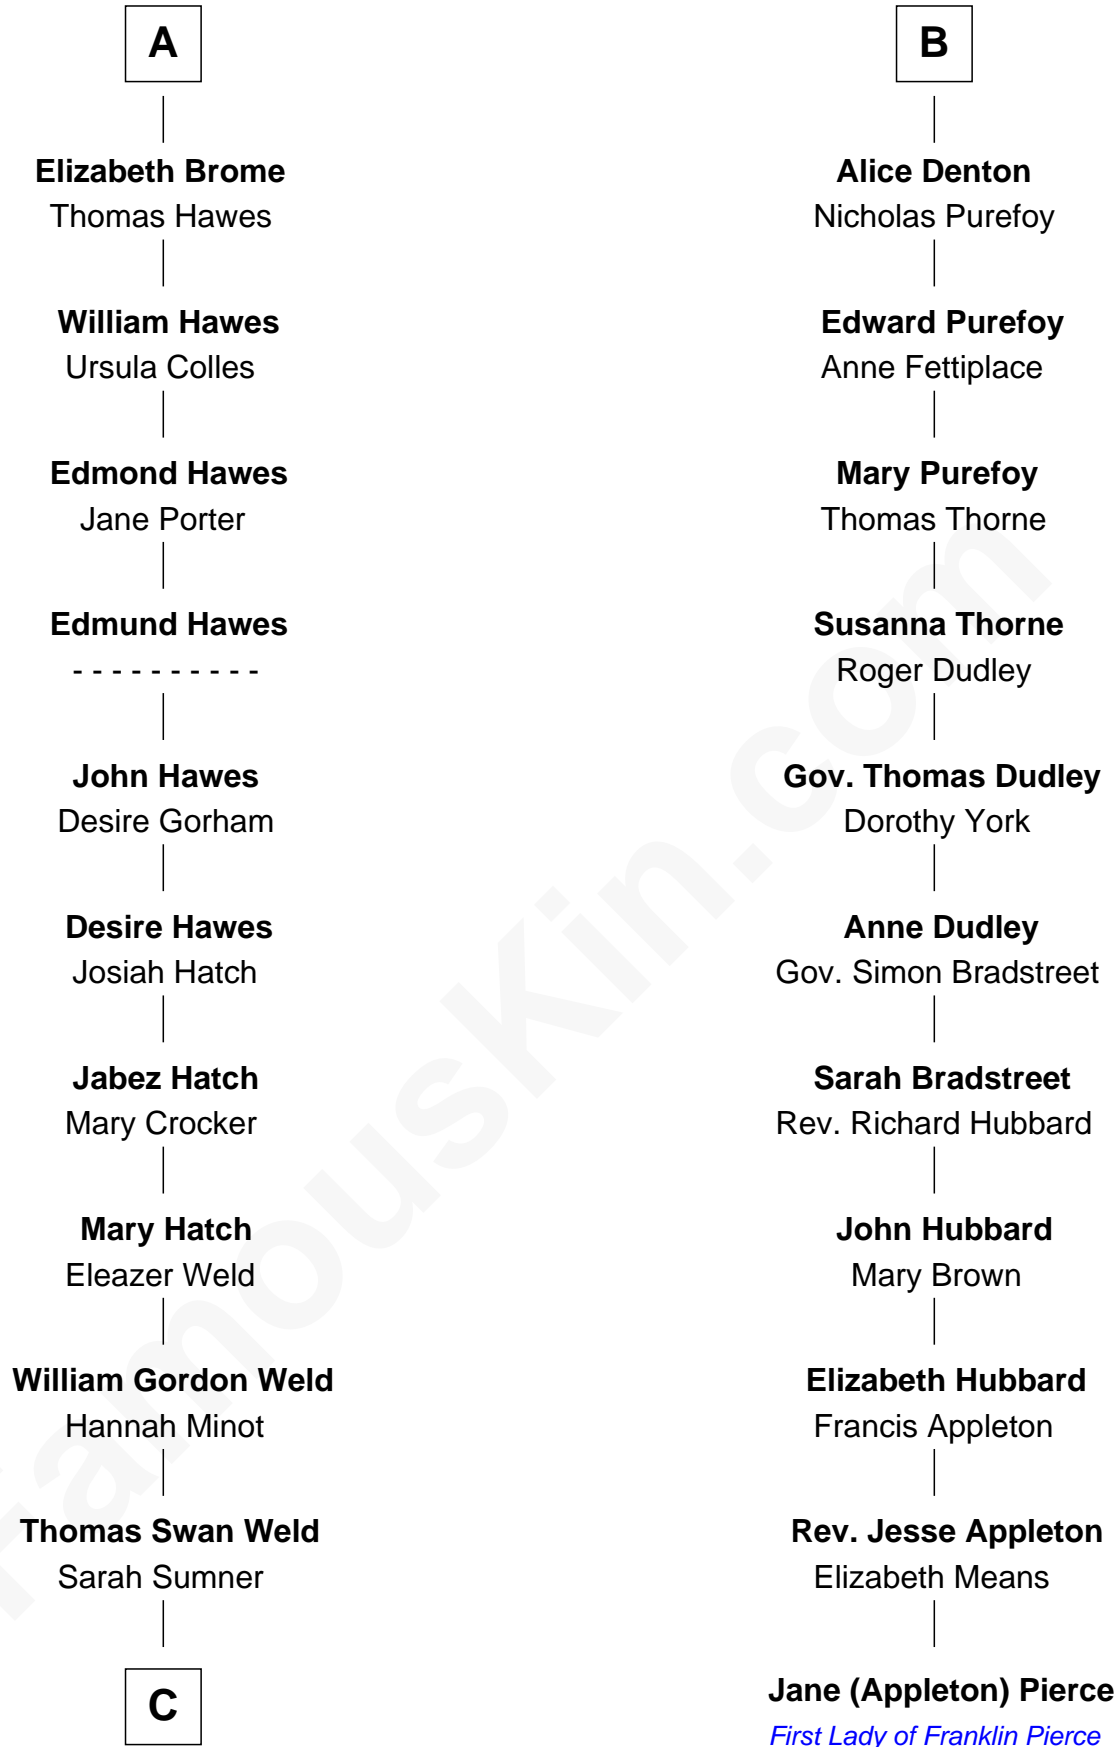 A
Elizabeth Brome
Thomas Hawes
William Hawes
Ursula Colles
Edmond Hawes
Jane Porter
Edmund Hawes
- - - - - - - - - -
John Hawes
Desire Gorham
Desire Hawes
Josiah Hatch
Jabez Hatch
Mary Crocker
Mary Hatch
Eleazer Weld
William Gordon Weld
Hannah Minot
Thomas Swan Weld
Sarah Sumner
C
B
Alice Denton
Nicholas Purefoy
Edward Purefoy
Anne Fettiplace
Mary Purefoy
Thomas Thorne
Susanna Thorne
Roger Dudley
Gov. Thomas Dudley
Dorothy York
Anne Dudley
Gov. Simon Bradstreet
Sarah Bradstreet
Rev. Richard Hubbard
John Hubbard
Mary Brown
Elizabeth Hubbard
Francis Appleton
Rev. Jesse Appleton
Elizabeth Means
Jane (Appleton) Pierce
First Lady of Franklin Pierce
FamousKin.com